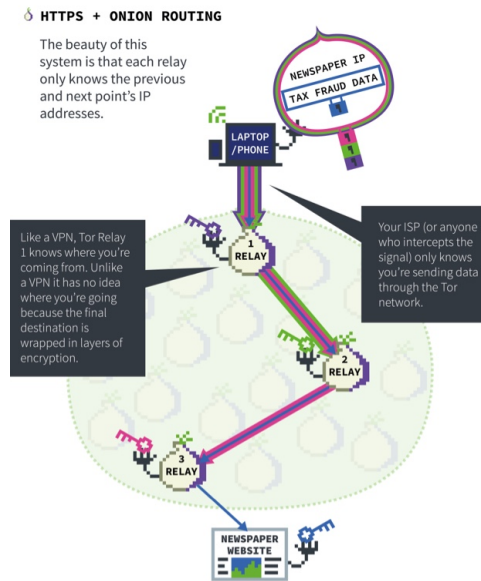 HTTPS + ONION ROUTING
The beauty of this
system is that each relay
only knows the previous
and next point's IP
addresses.
NEWSPAPER IP
TAX FRAUD DATA
LAPTOP
/PHONE
1
RELAY
Like a VPN, Tor Relay
1 knows where you're
coming from. Unlike
a VPN it has no idea
where you're going
because the final
destination is
wrapped in layers of
encryption.
Your ISP (or anyone
who intercepts the
signal) only knows
you're sending data
through the Tor
network.
2
RELAY
3
RELAY
NEWSPAPER
WEBSITE